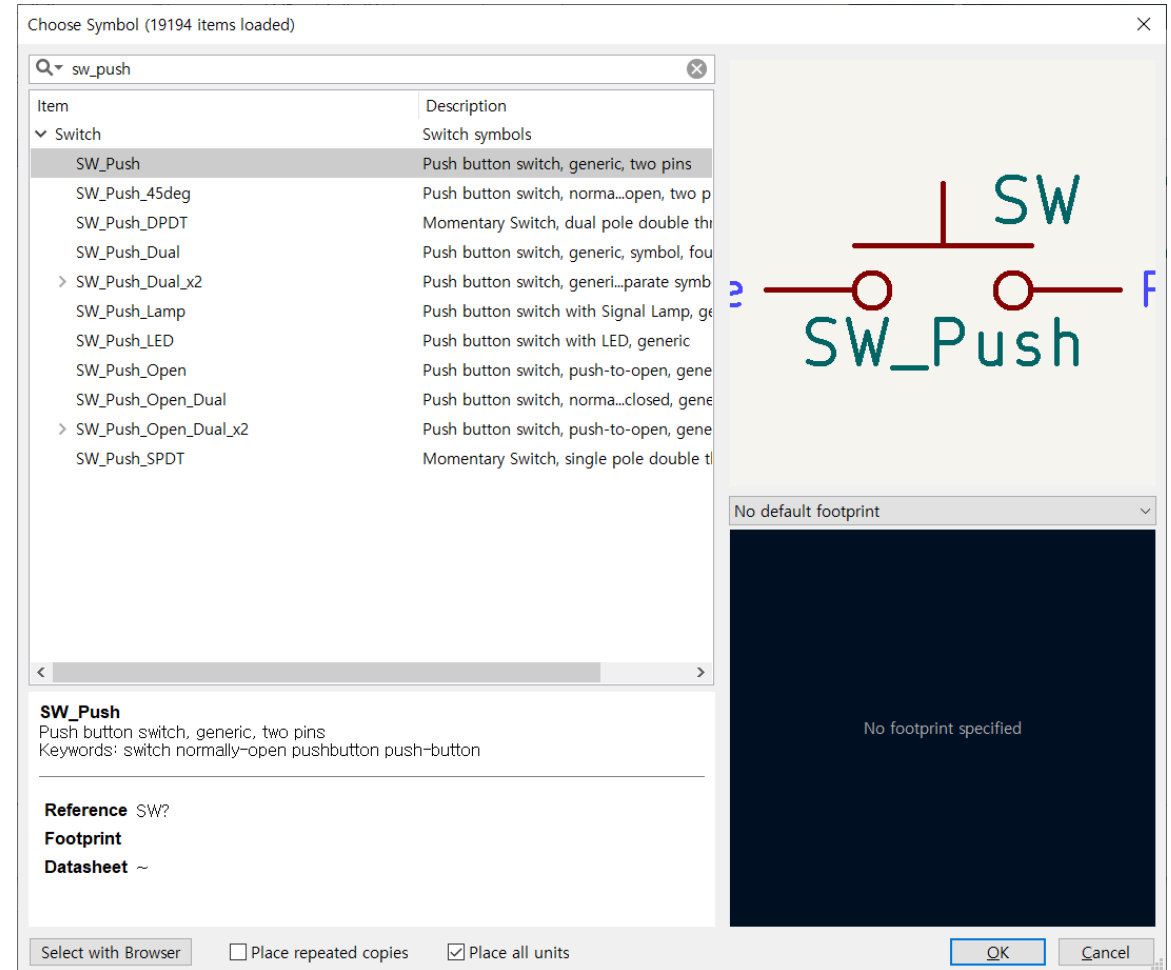 Choose Symbol (19194 items loaded)
sw_push
Item Description
Switch Switch symbols
SW_Push Push button switch, generic, two pins
SW_Push_45deg Push button switch, norma...open, two p
SW_Push_DPDT Momentary Switch, dual pole double thr
SW_Push_Dual Push button switch, generic, symbol, fou
SW_Push_Dual_x2 Push button switch, generi...parate symb
SW_Push_Lamp Push button switch with Signal Lamp, ge
SW_Push_LED Push button switch with LED, generic
SW_Push_Open Push button switch, push-to-open, gene
SW_Push_Open_Dual Push button switch, norma...closed, gene
SW_Push_Open_Dual_x2 Push button switch, push-to-open, gene
SW_Push_SPDT Momentary Switch, single pole double t
SW_Push
Push button switch, generic, two pins
Keywords: switch normally-open pushbutton push-button
Reference SW?
Footprint
Datasheet ~
SW
e
SW_Push
No default footprint
No footprint specified
Select with Browser Place repeated copies Place all units OK Cancel